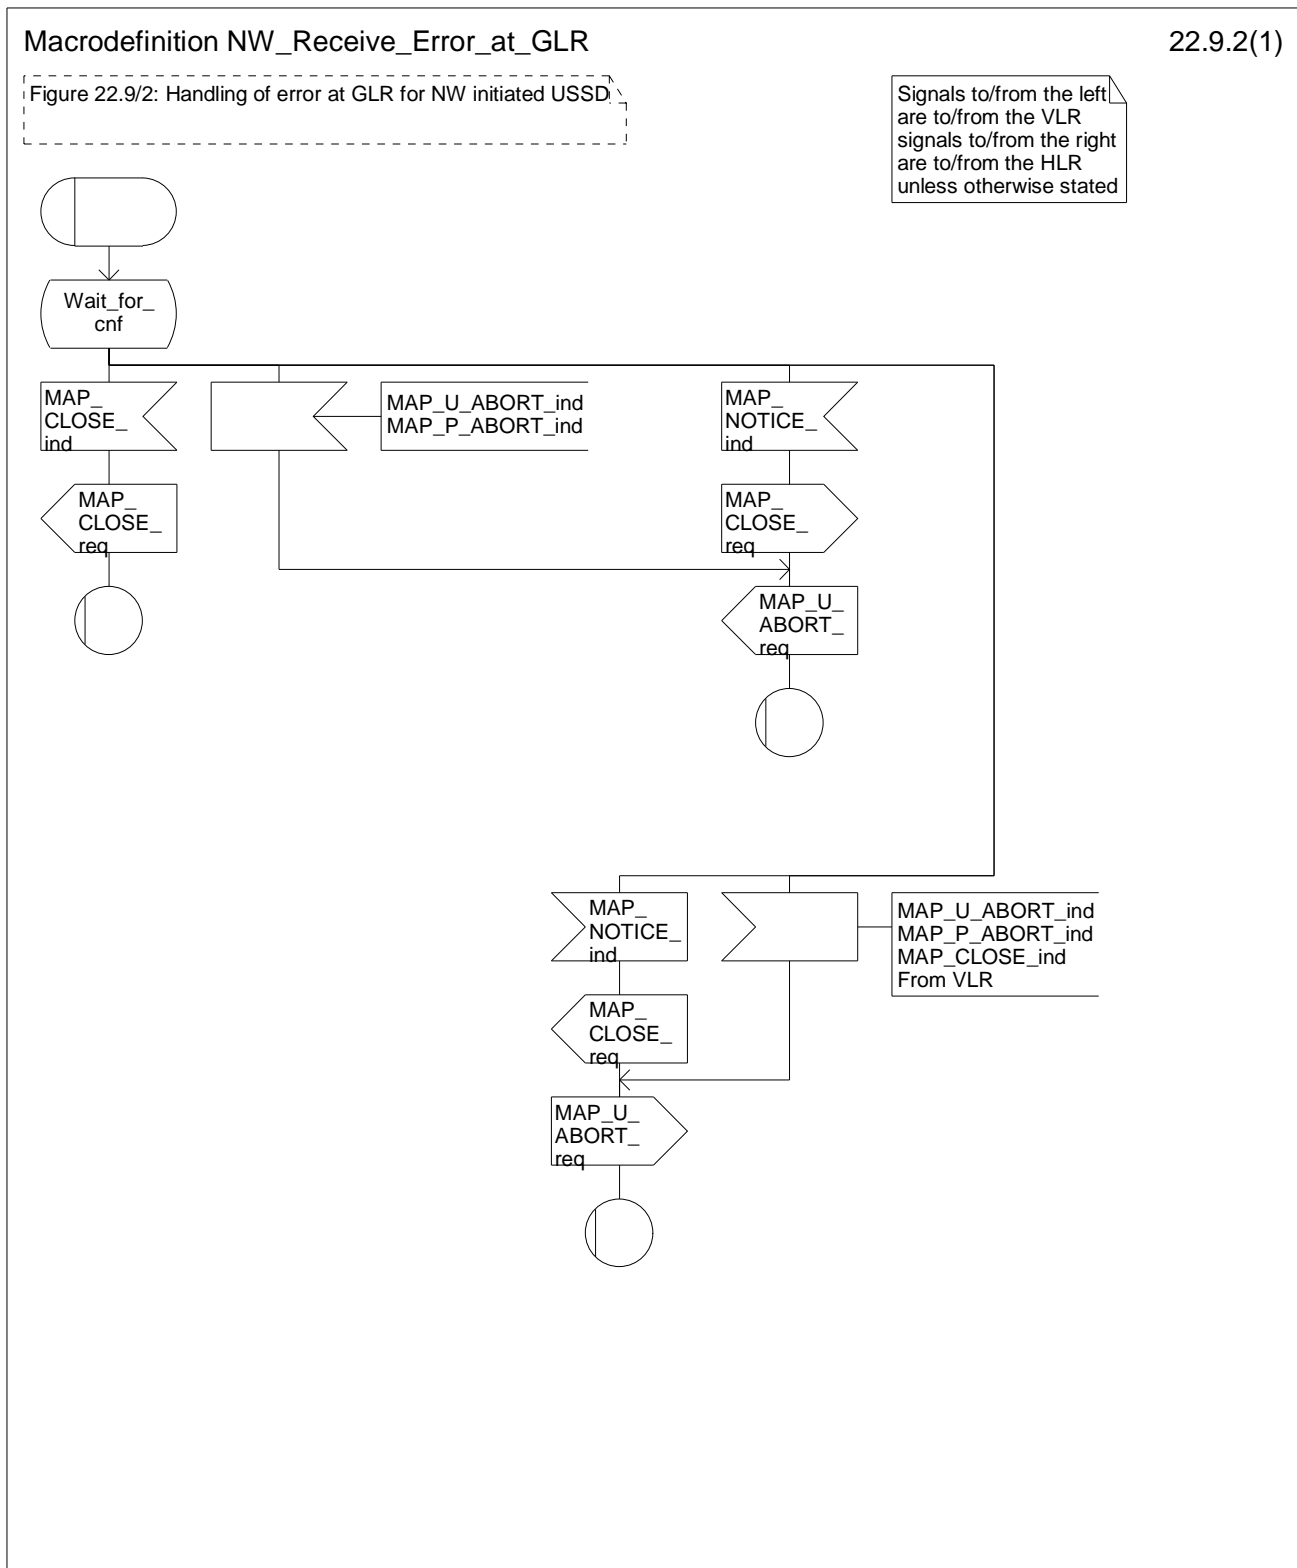 Macrodefinition NW_Receive_Error_at_GLR
22.9.2(1)
Figure 22.9/2: Handling of error at GLR for NW initiated USSD
Signals to/from the left
are to/from the VLR
signals to/from the right
are to/from the HLR
unless otherwise stated
Wait_for_
cnf
MAP_
CLOSE_
ind
MAP_U_ABORT_ind
MAP_P_ABORT_ind
MAP_
NOTICE_
ind
MAP_
CLOSE_
req
MAP_
CLOSE_
req
MAP_U_
ABORT_
req
MAP_
NOTICE_
ind
MAP_U_ABORT_ind
MAP_P_ABORT_ind
MAP_CLOSE_ind
From VLR
MAP_
CLOSE_
req
MAP_U_
ABORT_
req